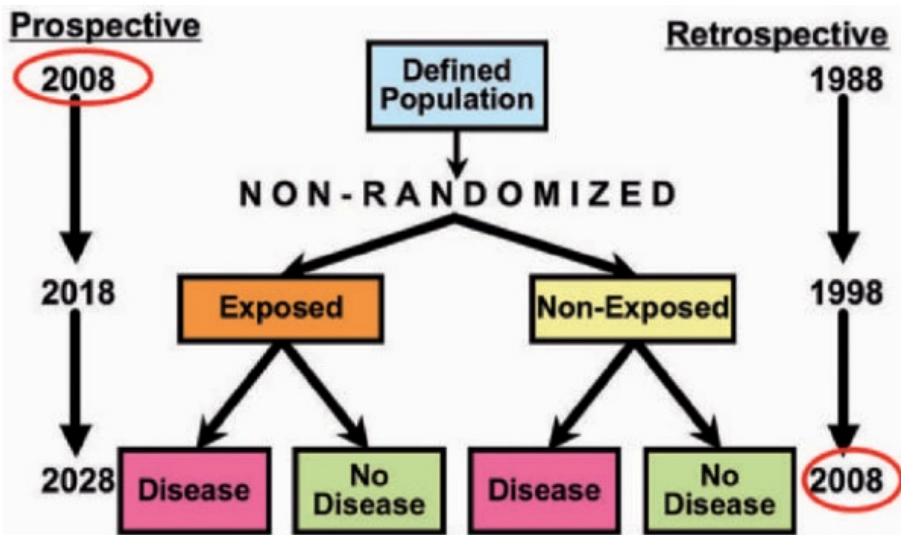 Prospective
Retrospective
2008
Defined
Population
1988
NON-RANDOMIZED
2018
Exposed
Non-Exposed
1998
2028
Disease
No
Disease
Disease
No
Disease
2008